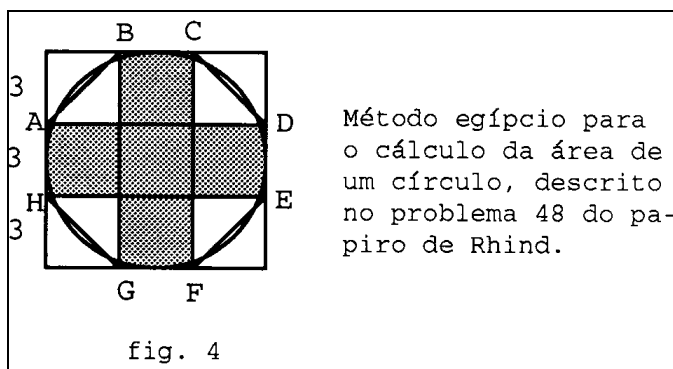 B C
3
A D
3
H E
3
G F
fig. 4
Método egípcio para
o cálculo da área de
um círculo, descrito
no problema 48 do pa-
piro de Rhind.